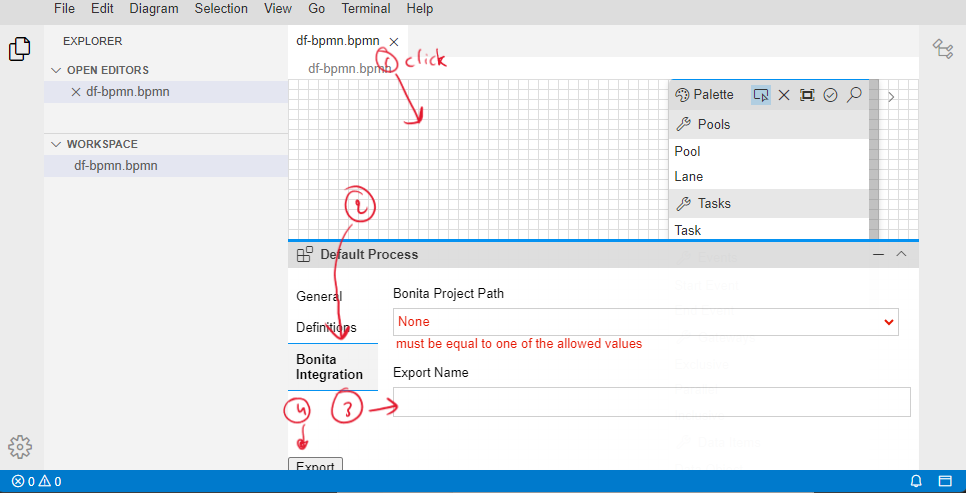 File Edit Diagram Selection View Go Terminal Help
EXPLORER
OPEN EDITORS
df-bpmn.bpmn
WORKSPACE
df-bpmn.bpmn
df-bpmn.bpmn
df-bpmn.bpmn
1 click
Palette
Pools
Pool
Lane
Tasks
Task
2
Default Process
General
Definitions
Bonita
Integration
Bonita Project Path
None
must be equal to one of the allowed values
Export Name
4 3
Export
0 0